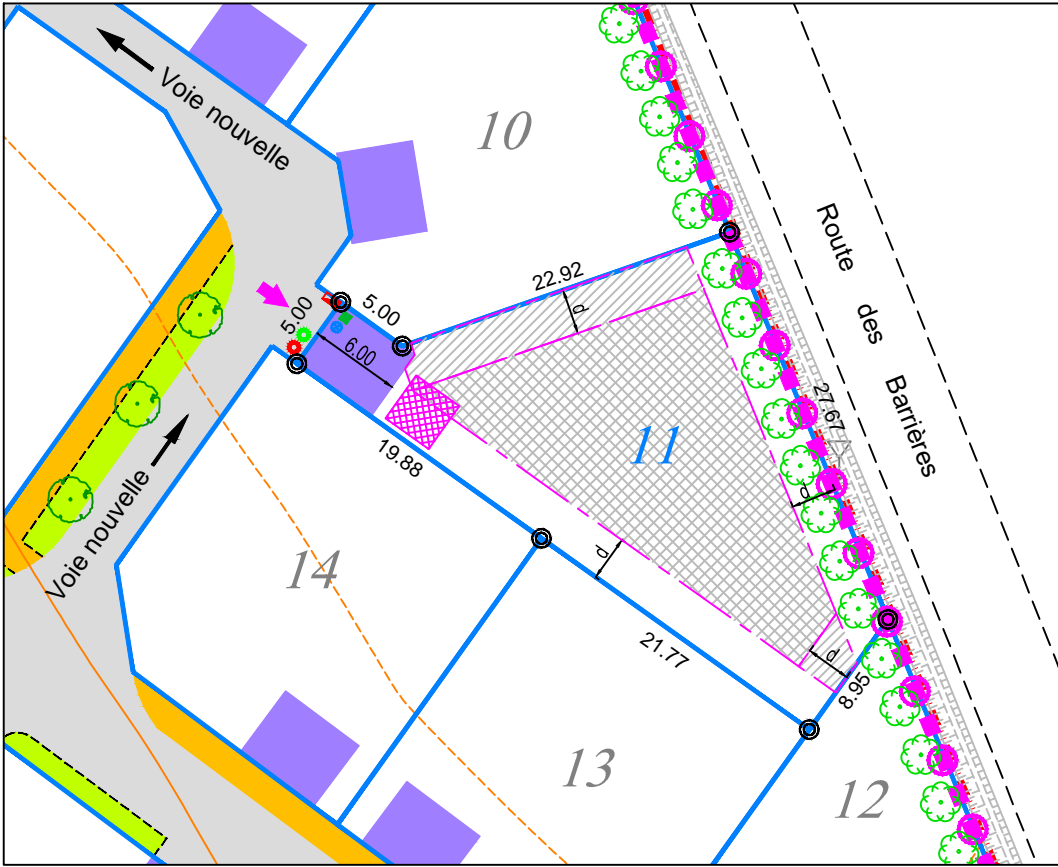 Voie nouvelle
10
Route
des
Barrières
22.92
5.00
5.00
6.00
d
27.67
11
19.88
d
d
Voie nouvelle
14
21.77
d
8.95
13
12